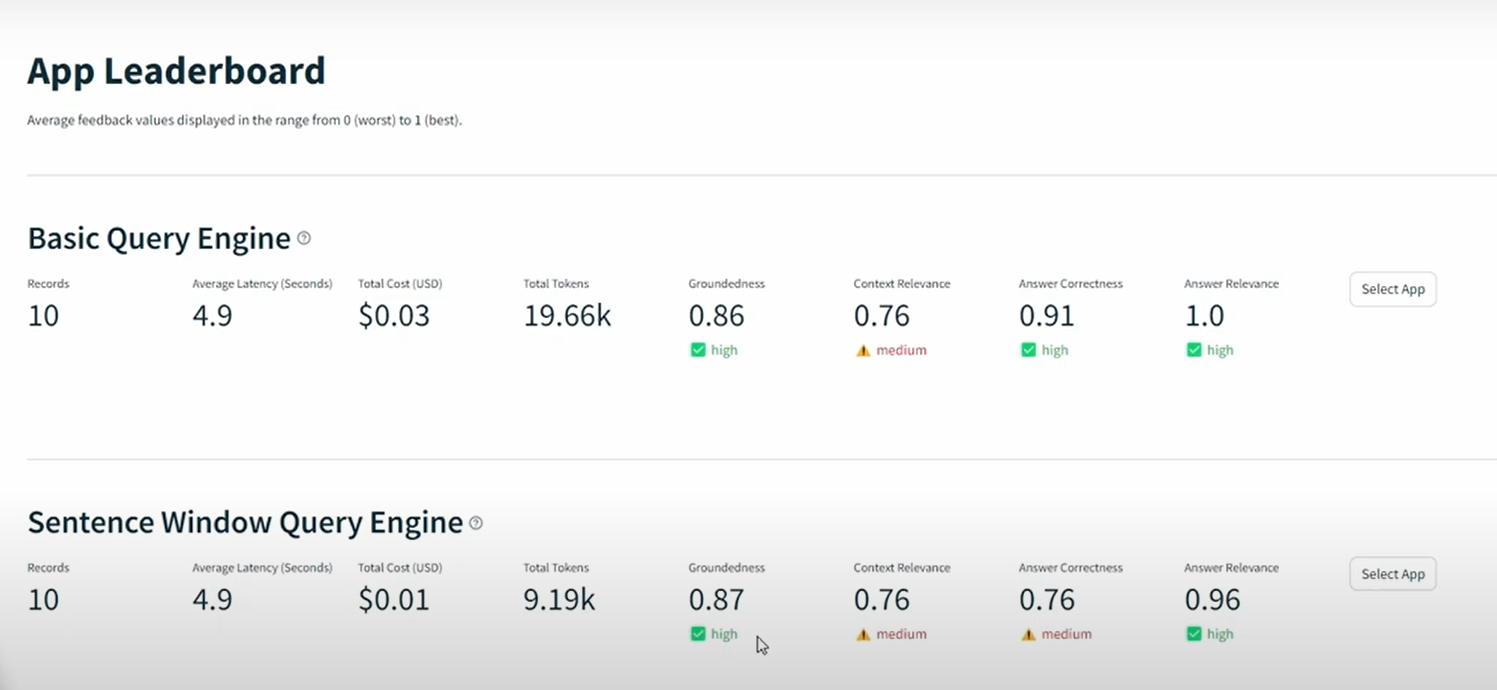 App Leaderboard
Average feedback values displayed in the range from 0 (worst) to 1 (best).
Basic Query Engine
Records Average Latency (Seconds) Total Cost (USD) Total Tokens Groundedness Context Relevance Answer Correctness Answer Relevance Select App
10 4.9 $0.03 19.66k 0.86 0.76 0.91 1.0
high medium high high
Sentence Window Query Engine
Records Average Latency (Seconds) Total Cost (USD) Total Tokens Groundedness Context Relevance Answer Correctness Answer Relevance Select App
10 4.9 $0.01 9.19k 0.87 0.76 0.76 0.96
high medium medium high